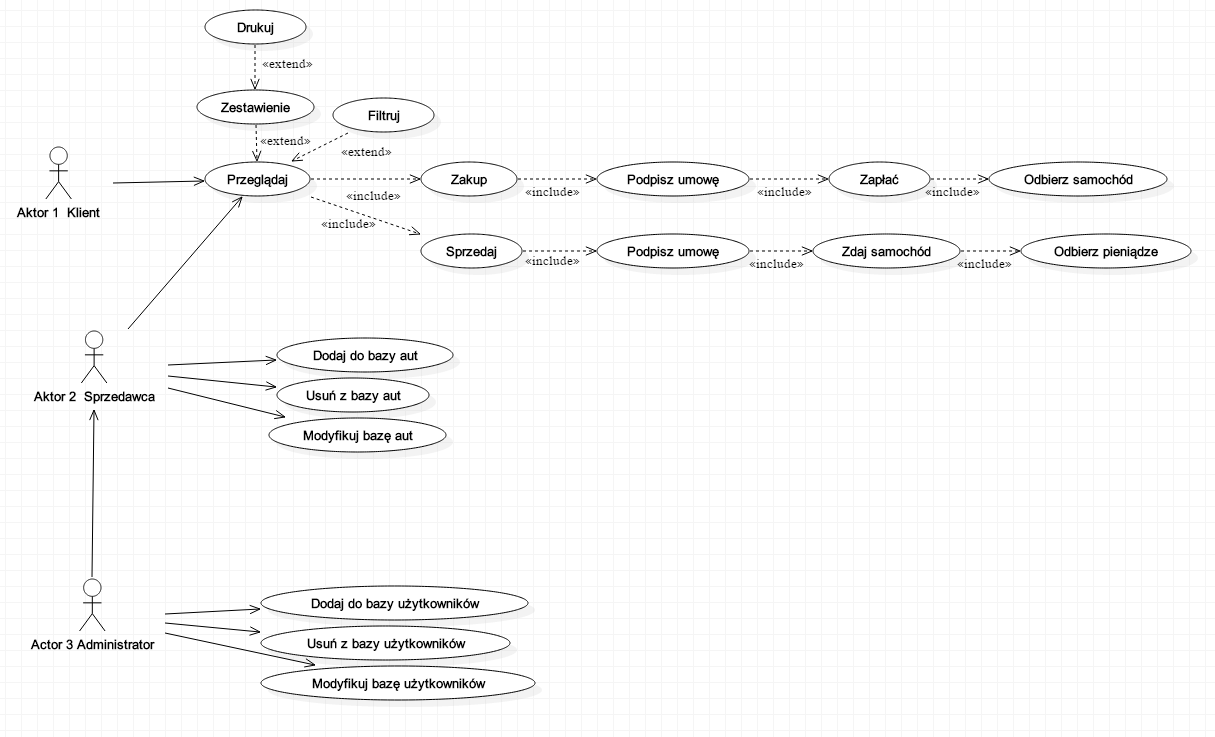 Drukuj
«extend»
Zestawienie
Filtruj
«extend»
«extend»
Aktor 1  Klient
Przeglądaj
«include»
Zakup
«include»
Podpisz umowę
«include»
Zapłać
«include»
Odbierz samochód
«include»
Sprzedaj
«include»
Podpisz umowę
«include»
Zdaj samochód
«include»
Odbierz pieniądze
Aktor 2  Sprzedawca
Dodaj do bazy aut
Usuń z bazy aut
Modyfikuj bazę aut
Actor 3 Administrator
Dodaj do bazy użytkowników
Usuń z bazy użytkowników
Modyfikuj bazę użytkowników